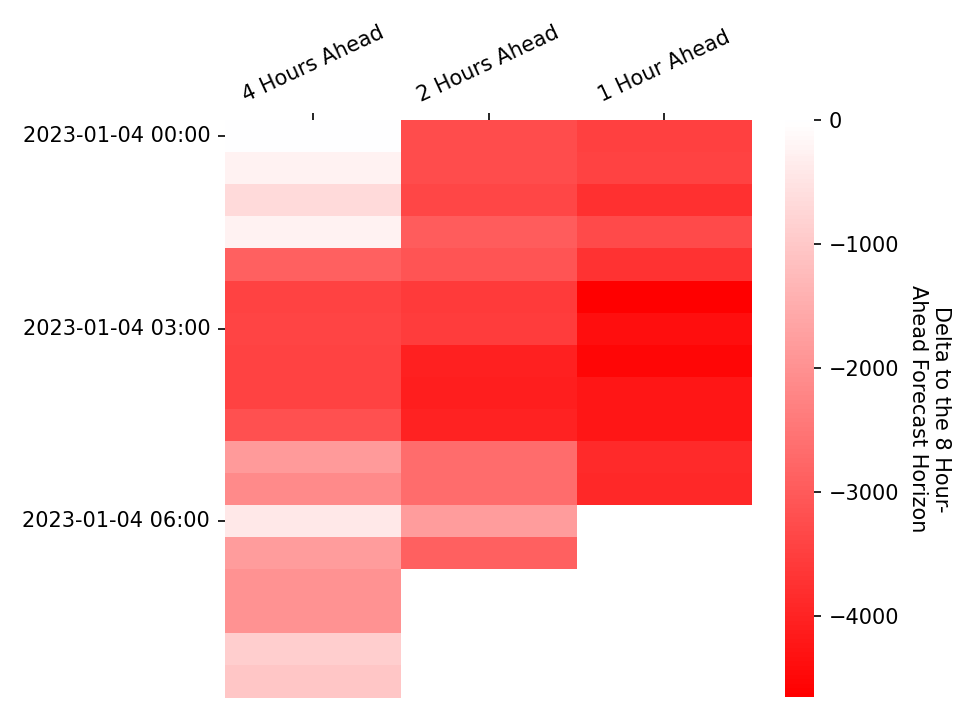 4 Hours Ahead
2 Hours Ahead
1 Hour Ahead
2023-01-04 00:00
2023-01-04 03:00
2023-01-04 06:00
0
−1000
−2000
−3000
−4000
Delta to the 8 Hour-
Ahead Forecast Horizon